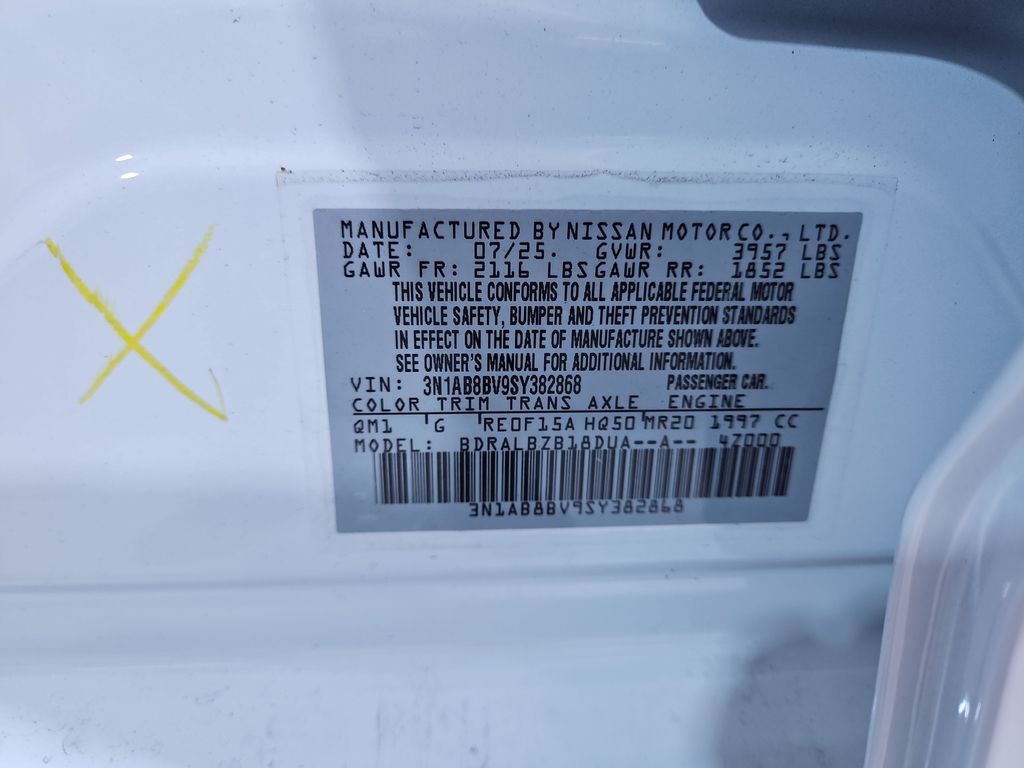 MANUFACTURED BY NISSAN MOTOR CO., LTD.
DATE: 07/25. GVWR: 3957 LBS
GAWR FR: 2116 LBS GAWR RR: 1852 LBS
THIS VEHICLE CONFORMS TO ALL APPLICABLE FEDERAL MOTOR
VEHICLE SAFETY, BUMPER AND THEFT PREVENTION STANDARDS
IN EFFECT ON THE DATE OF MANUFACTURE SHOWN ABOVE.
SEE OWNER'S MANUAL FOR ADDITIONAL INFORMATION.
VIN: 3N1AB8BV9SY382868 PASSENGER CAR.
COLOR TRIM TRANS AXLE ENGINE
QM1 G RE0F15A HQ50 MR20 1997 CC
MODEL: BDRALBZB18DUA--A-- 4Z000
3N1AB8BV9SY382868